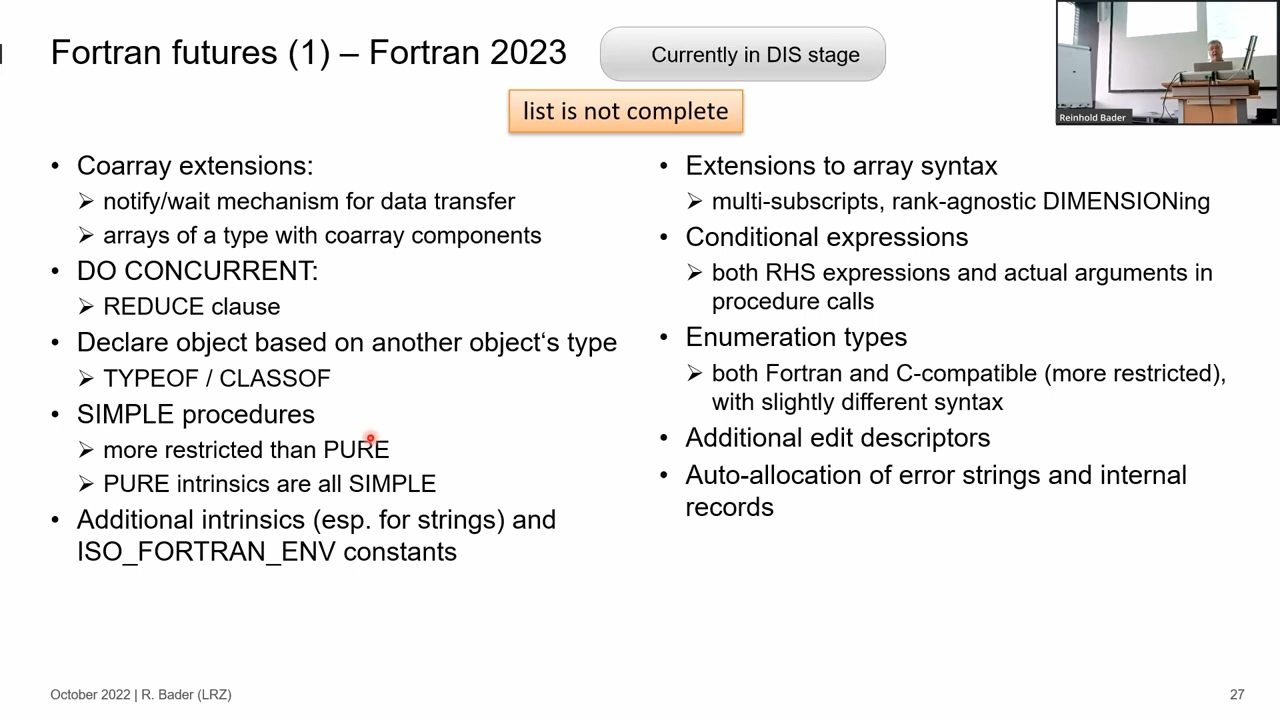 Fortran futures (1) – Fortran 2023
Currently in DIS stage
list is not complete
Reinhold Bader
• Coarray extensions:
➢ notify/wait mechanism for data transfer
➢ arrays of a type with coarray components
• DO CONCURRENT:
➢ REDUCE clause
• Declare object based on another object‘s type
➢ TYPEOF / CLASSOF
• SIMPLE procedures
➢ more restricted than PURE
➢ PURE intrinsics are all SIMPLE
• Additional intrinsics (esp. for strings) and
ISO_FORTRAN_ENV constants
• Extensions to array syntax
➢ multi-subscripts, rank-agnostic DIMENSIONing
• Conditional expressions
➢ both RHS expressions and actual arguments in
procedure calls
• Enumeration types
➢ both Fortran and C-compatible (more restricted),
with slightly different syntax
• Additional edit descriptors
• Auto-allocation of error strings and internal
records
October 2022 | R. Bader (LRZ)
27